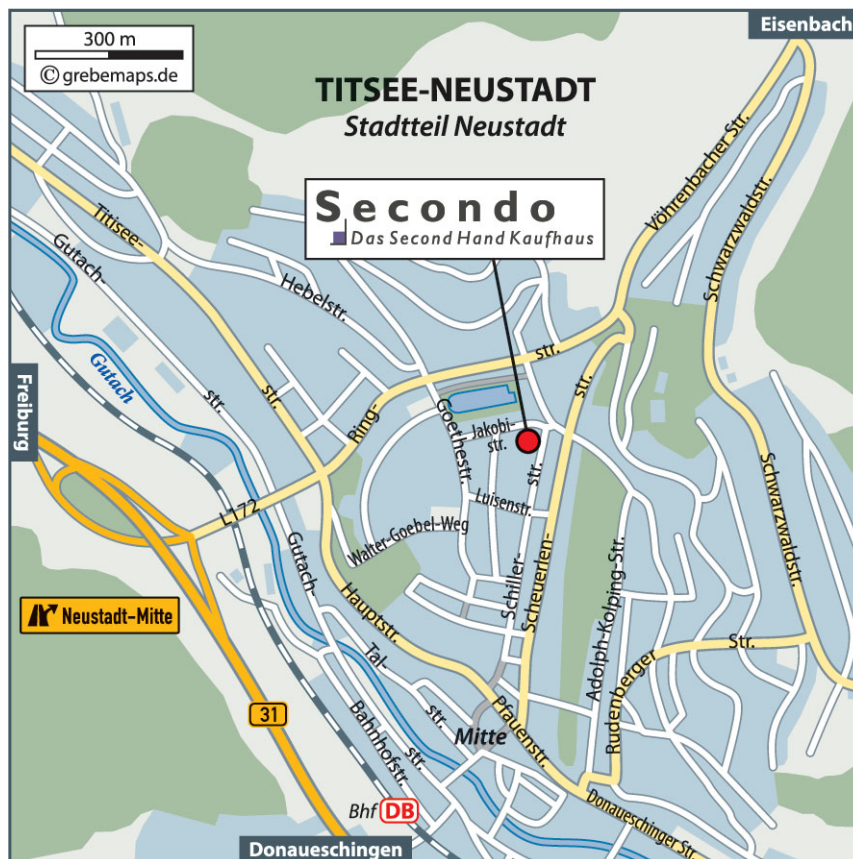 300 m
© grebemaps.de
Eisenbach
TITSEE-NEUSTADT
Stadtteil Neustadt
Secondo
Das Second Hand Kaufhaus
Vöhrenbacher Str.
Schwarzwaldstr.
Titisee-
str.
Gutach-
str.
Hebelstr.
Gutach
Freiburg
Ring-
str.
Goethestr.
Jakobi-
str.
Luisenstr.
Schiller-
str.
Scheuerlen-
str.
Walter-Goebel-Weg
L172
Gutach-
str.
Hauptstr.
Schwarzwaldstr.
Adolph-Kolping-Str.
Rudenberger
Str.
Neustadt-Mitte
31
Tal-
str.
Bahnhofstr.
Mitte
Pfauenstr.
Donaueschinger Str.
Bhf DB
Donaueschingen